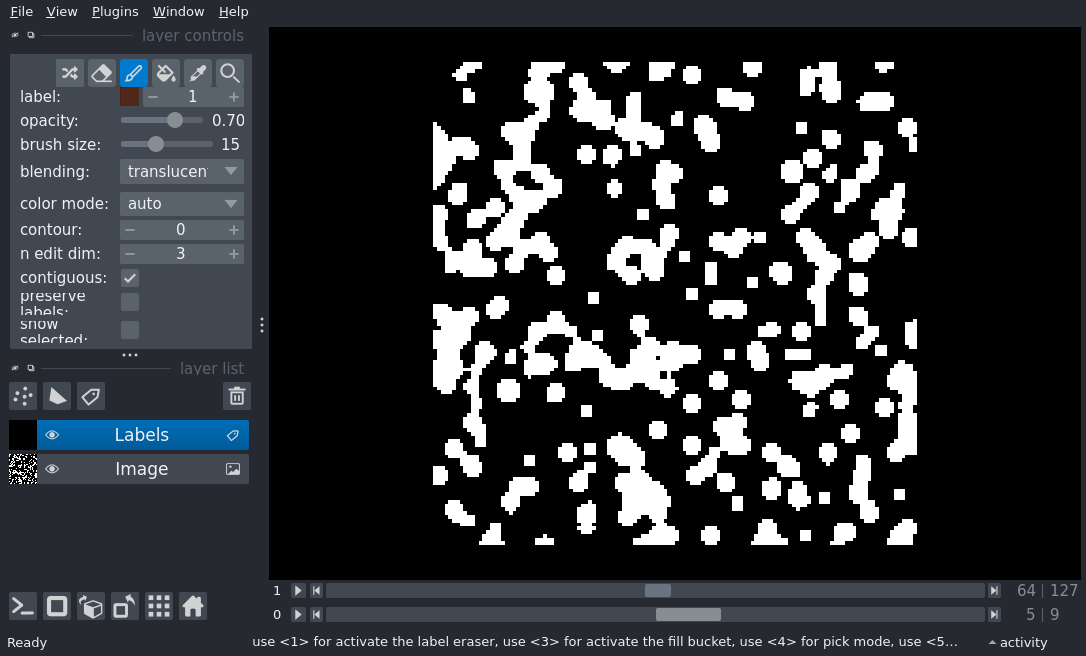 File View Plugins Window Help
layer controls
label: 1
opacity: 0.70
brush size: 15
blending: translucen
color mode: auto
contour: 0
n edit dim: 3
contiguous:
preserve
labels:
show
selected:
layer list
Labels
Image
1 64 127
0 5 9
Ready use <1> for activate the label eraser, use <3> for activate the fill bucket, use <4> for pick mode, use <5... activity